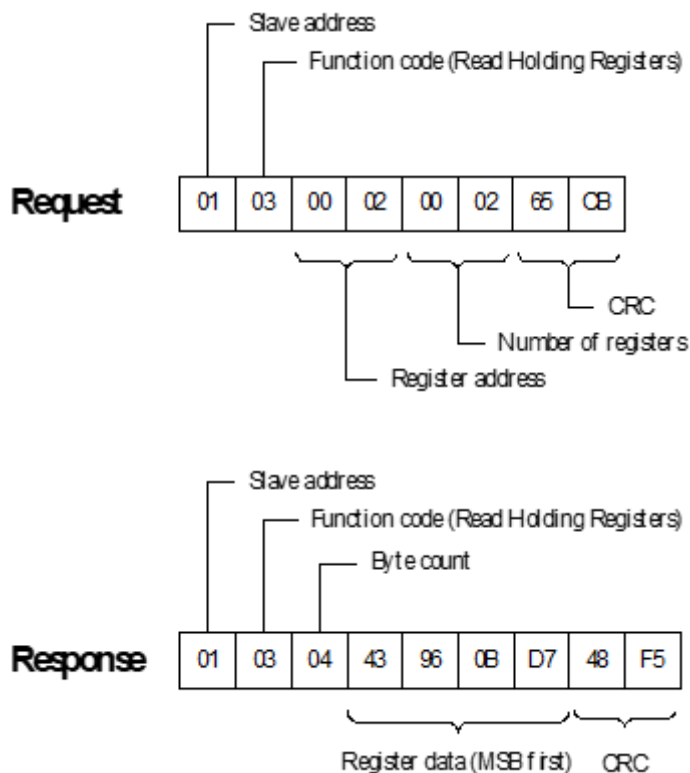 Slave address
Function code (Read Holding Registers)
Request 01 03 00 02 00 02 65 CB
CRC
Number of registers
Register address
Slave address
Function code (Read Holding Registers)
Byte count
Response 01 03 04 43 96 0B D7 48 F5
Register data (MSB first) CRC